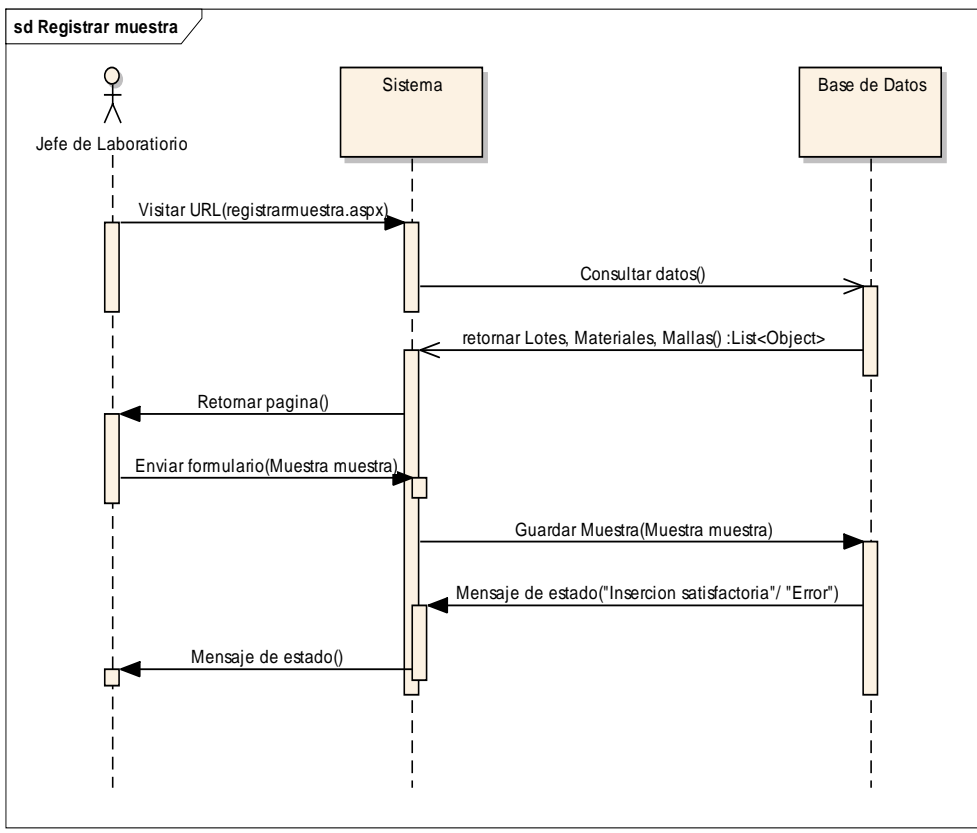 sd Registrar muestra
Jefe de Laboratiorio
Sistema
Base de Datos
Visitar URL(registrarmuestra.aspx)
Consultar datos()
retornar Lotes, Materiales, Mallas() :List<Object>
Retornar pagina()
Enviar formulario(Muestra muestra)
Guardar Muestra(Muestra muestra)
Mensaje de estado("Insercion satisfactoria"/ "Error")
Mensaje de estado()